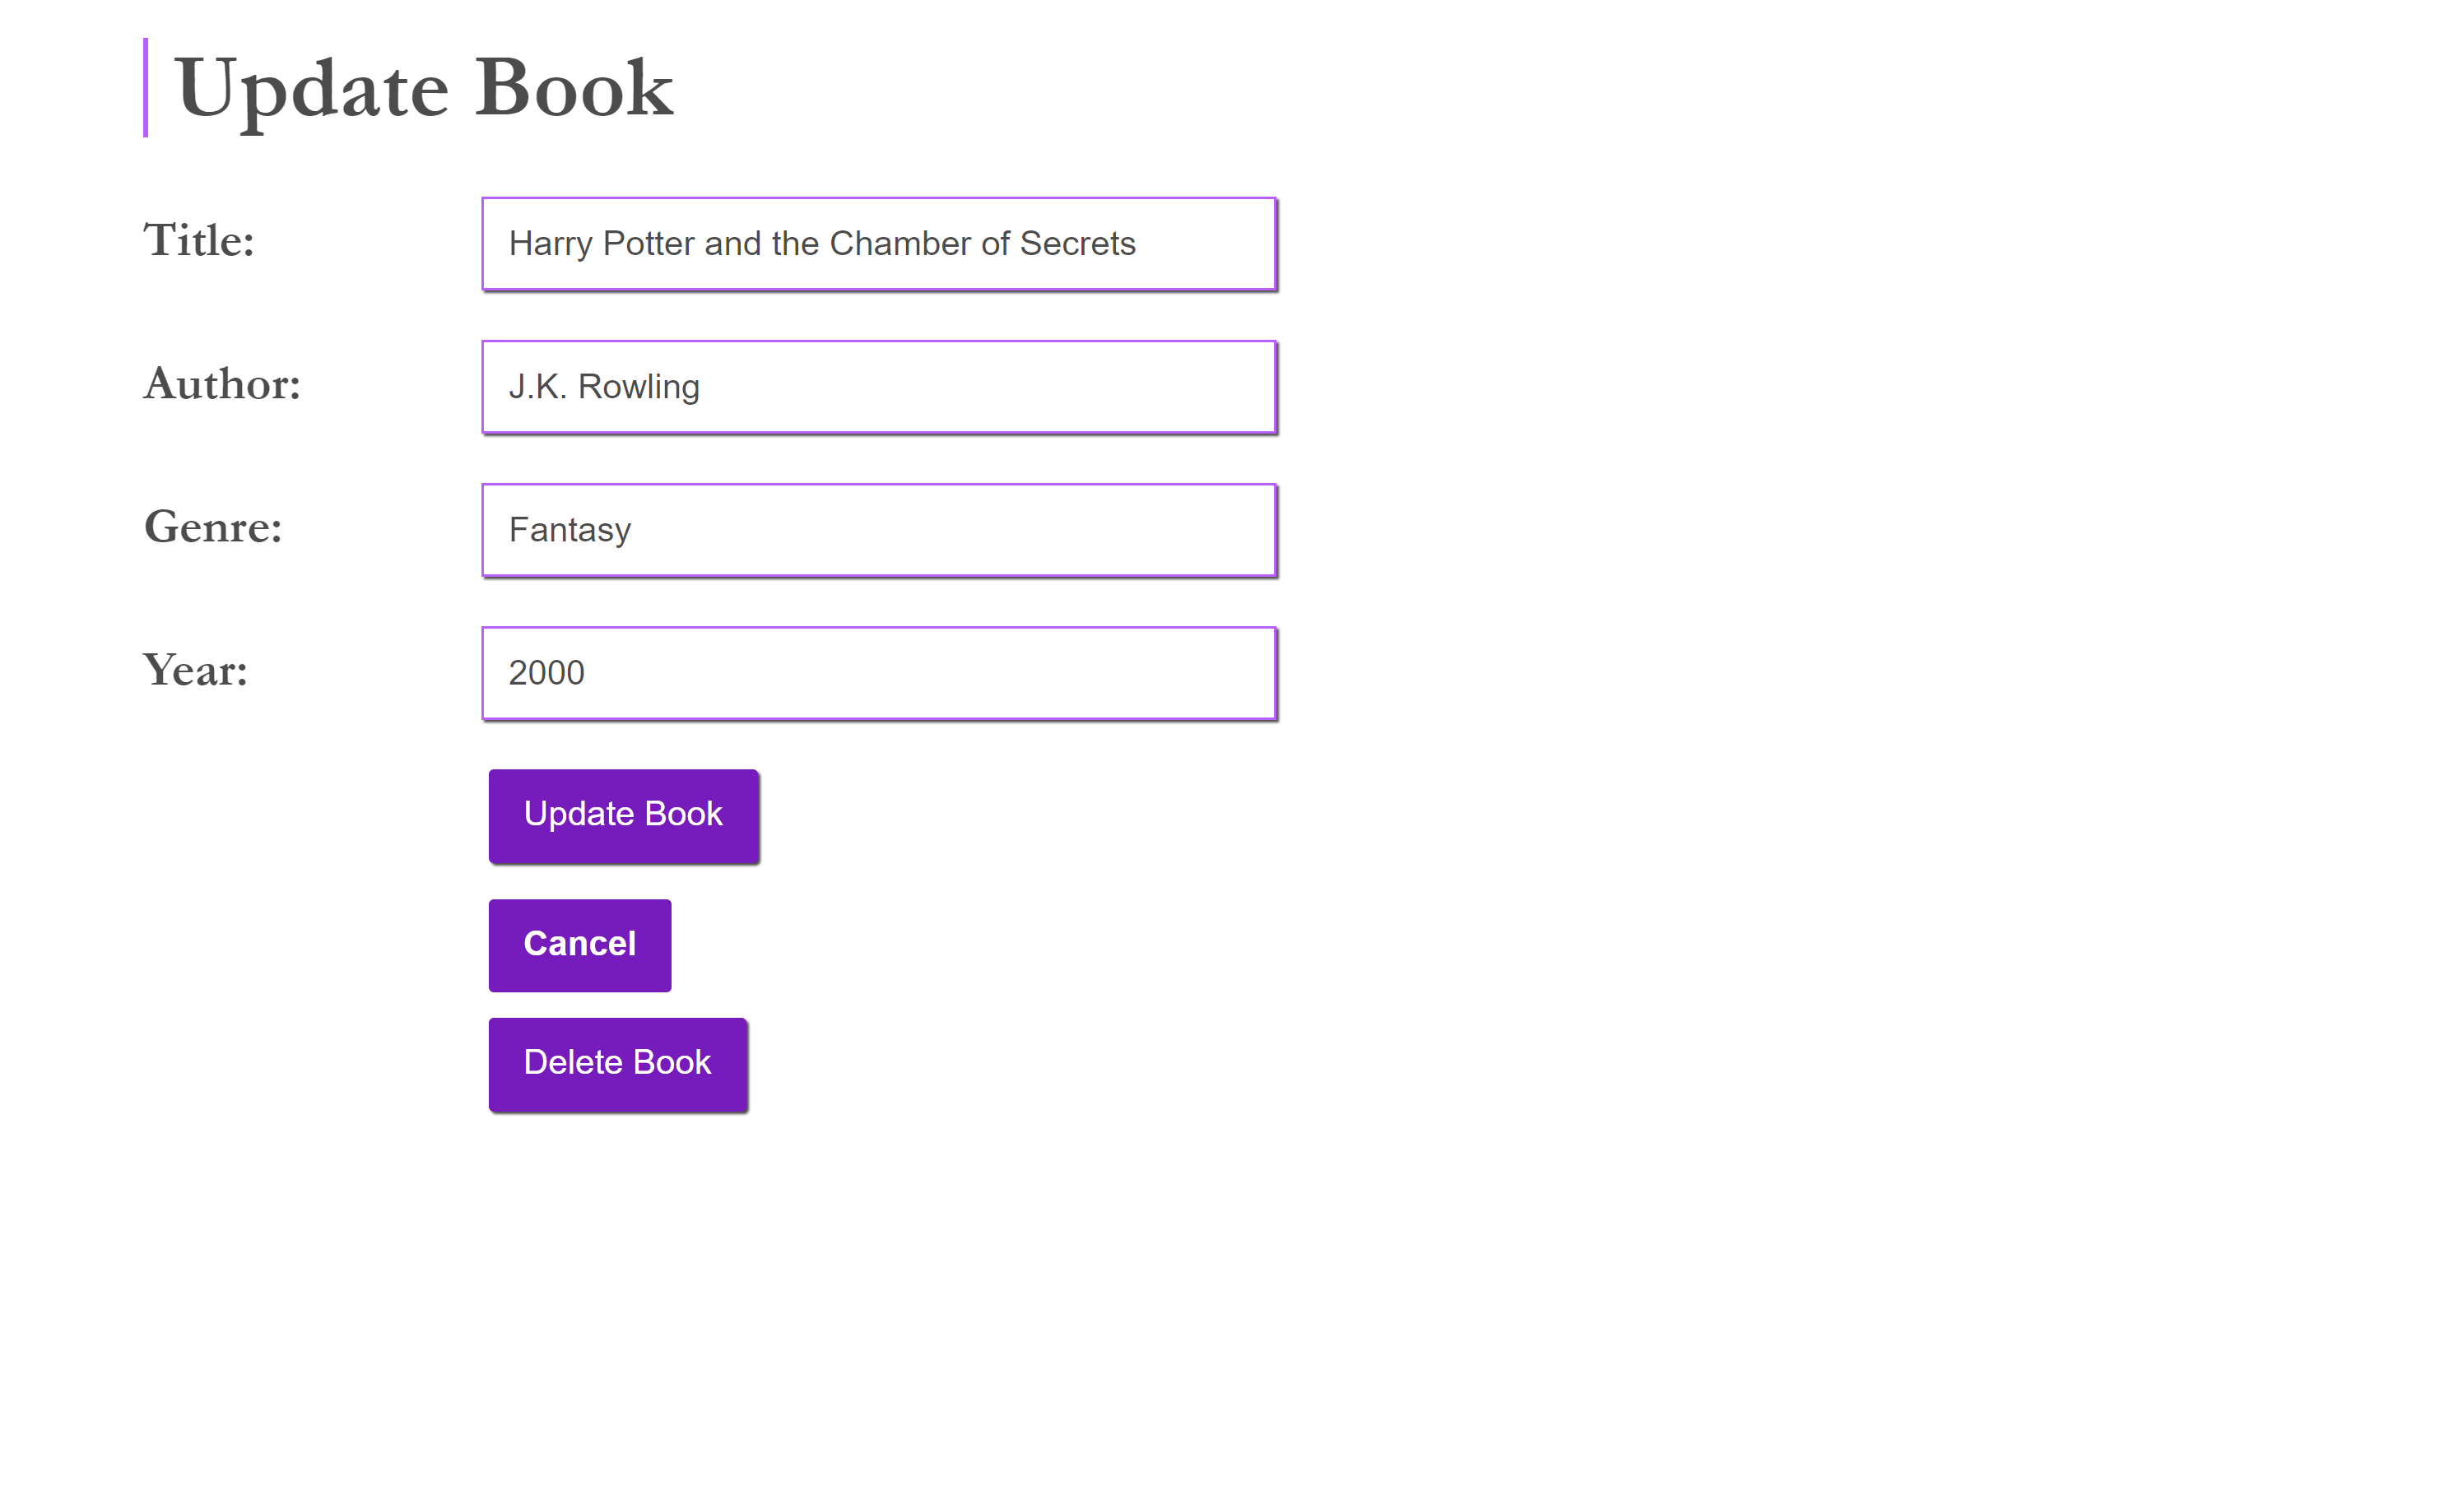 Update Book
Title:
Harry Potter and the Chamber of Secrets
Author:
J.K. Rowling
Genre:
Fantasy
Year:
2000
Update Book
Cancel
Delete Book